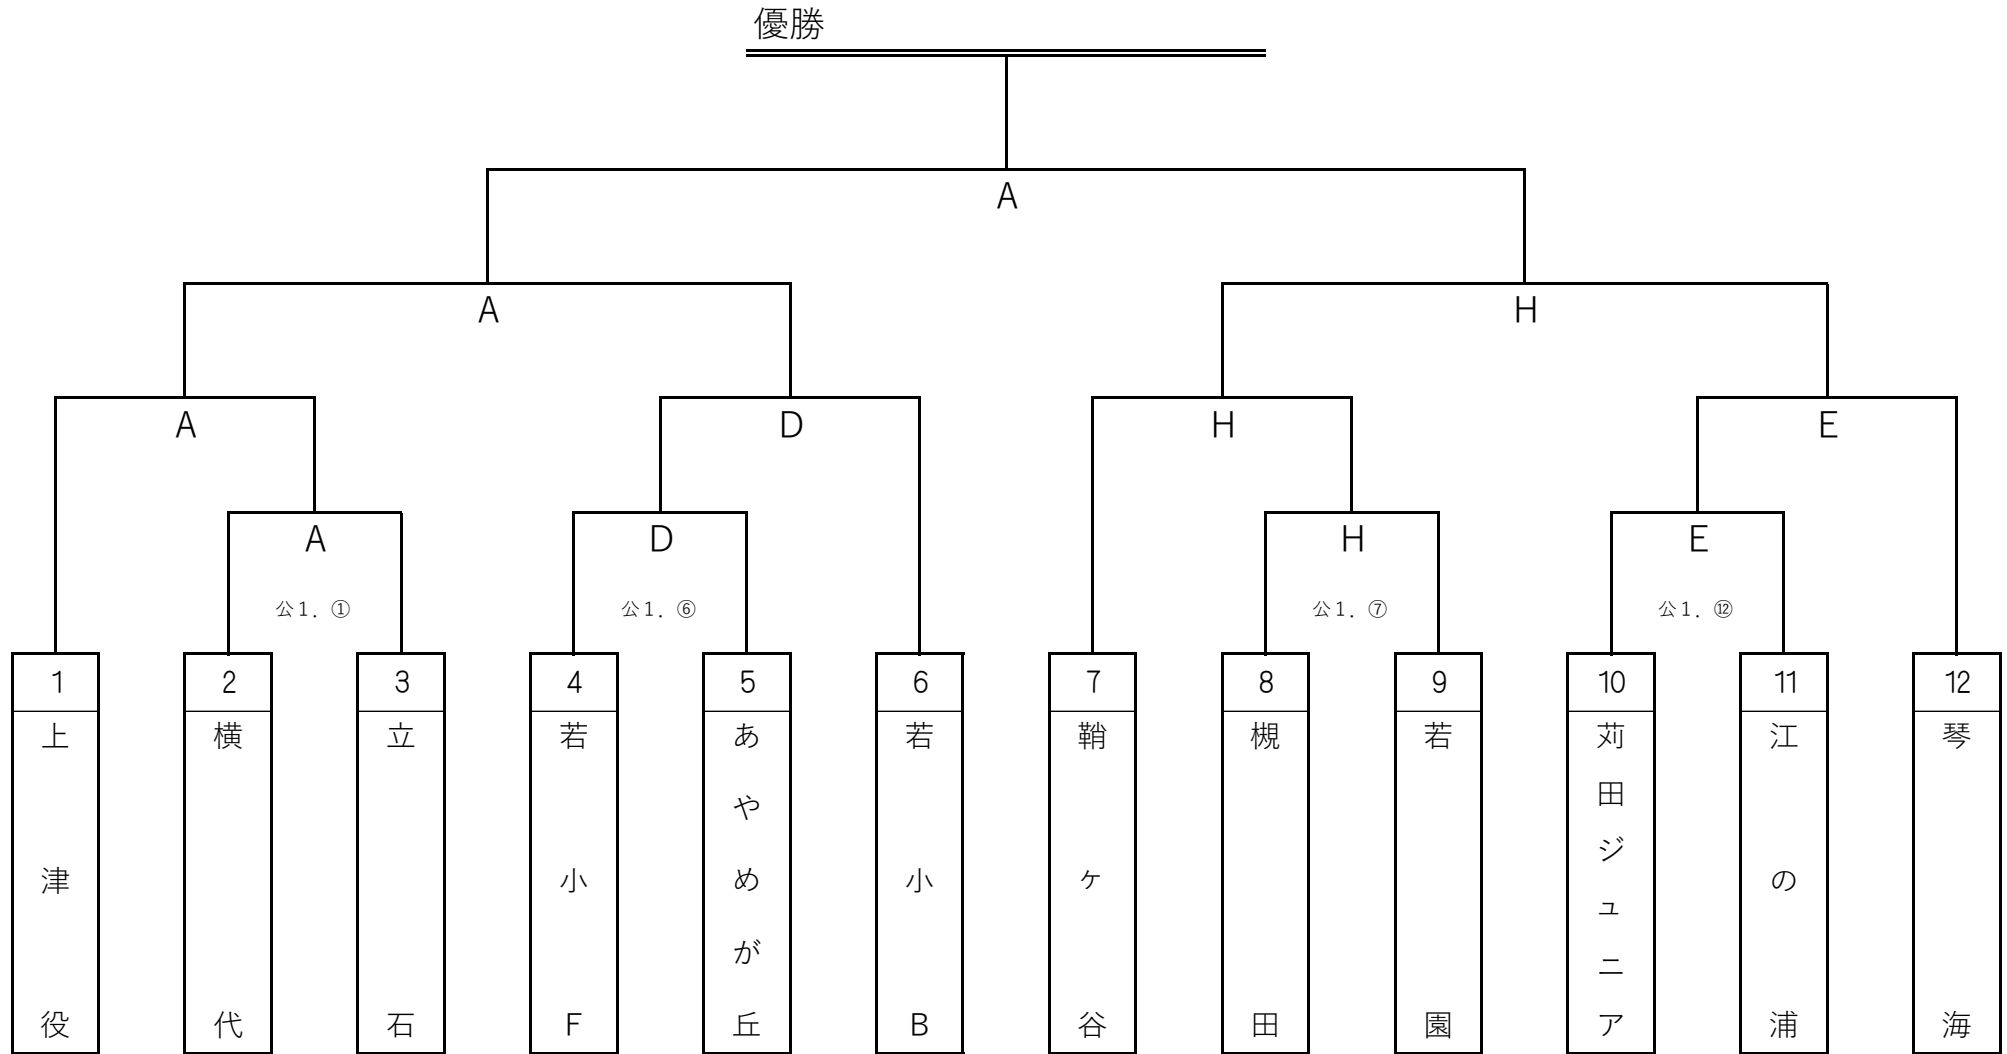 優勝
A
A
H
A
D
H
E
A
D
H
E
公1．①
公1．⑥
公1．⑦
公1．⑫
1
2
3
4
5
6
7
8
9
10
11
12
上津役
横代
立石
若小F
あやめが丘
若小B
鞘ヶ谷
槻田
若園
苅田ジュニア
江の浦
琴海